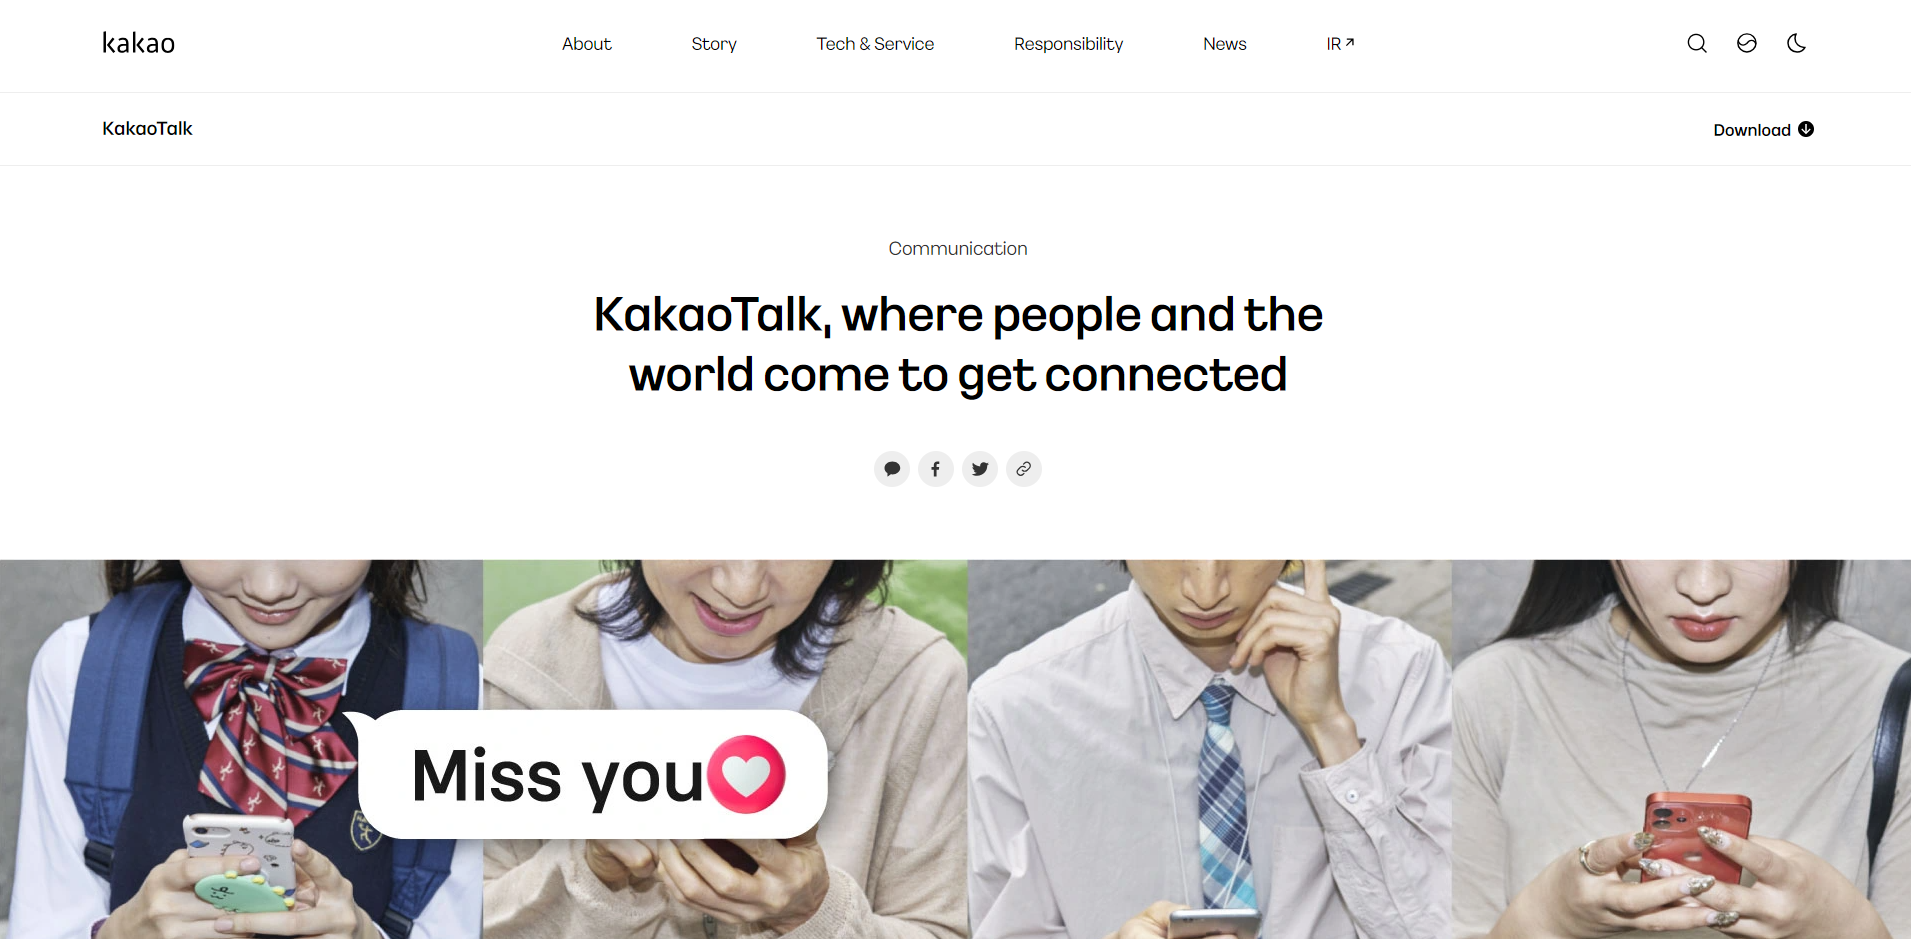 kakao
About
Story
Tech & Service
Responsibility
News
IR
KakaoTalk
Download
Communication
KakaoTalk, where people and the
world come to get connected
Miss you